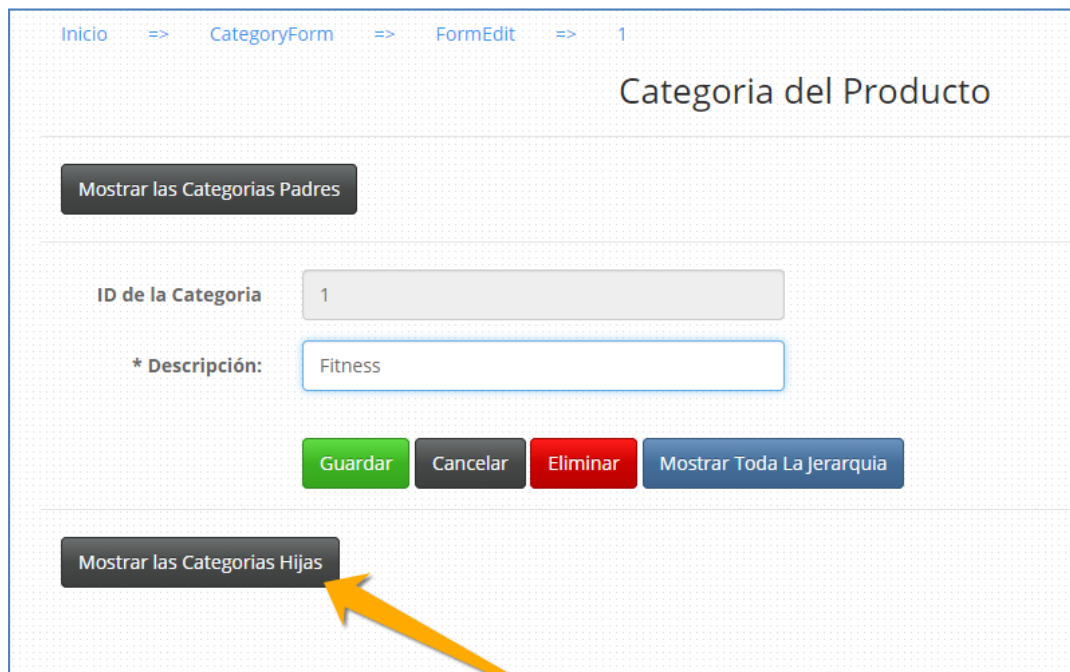 Inicio => CategoryForm => FormEdit => 1
Categoria del Producto
Mostrar las Categorias Padres
ID de la Categoria 1
* Descripción: Fitness
Guardar Cancelar Eliminar Mostrar Toda La Jerarquia
Mostrar las Categorias Hijas